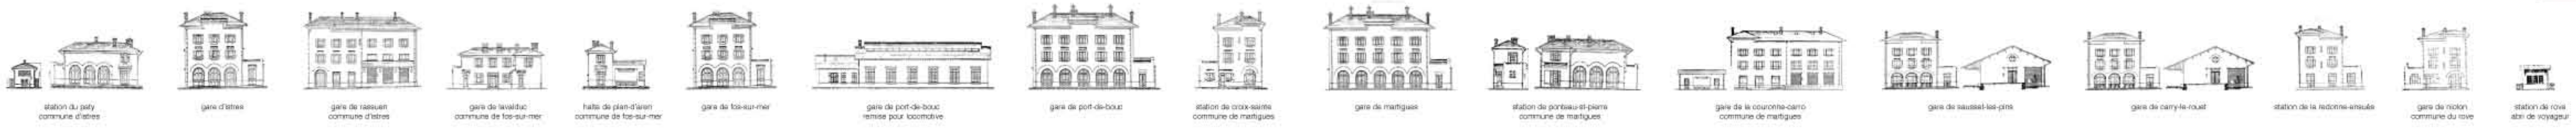 station du paty
commune d'istres
gare d'istres
gare de rassuen
commune d'istres
gare de lavalduc
commune de fos-sur-mer
halte de plan-d'aren
commune de fos-sur-mer
gare de fos-sur-mer
gare de port-de-bouc
remise pour locomotive
gare de port-de-bouc
station de croix-sainte
commune de martigues
gare de martigues
station de ponteau-st-pierre
commune de martigues
gare de la couronne-carro
commune de martigues
gare de sausset-les-pins
gare de carry-le-rouet
station de la redonne-ensuès
gare de niolon
commune du rove
station de rove
abri de voyageur